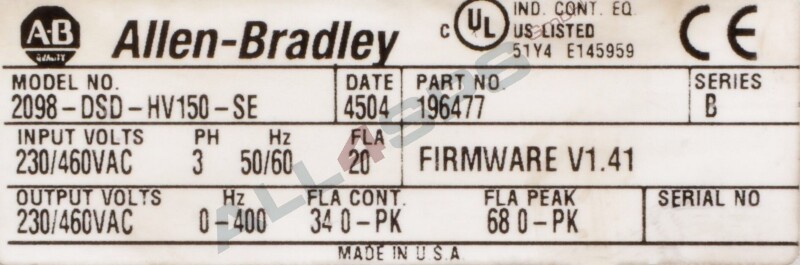 A-B
QUALITY
Allen-Bradley
C UL US LISTED
IND. CONT. EQ.
51Y4 E145959
CE
MODEL NO. DATE PART NO. SERIES
2098-DSD-HV150-SE 4504 196477 B
INPUT VOLTS PH Hz FLA
230/460VAC 3 50/60 20 FIRMWARE V1.41
OUTPUT VOLTS Hz FLA CONT. FLA PEAK SERIAL NO
230/460VAC 0-400 34 0-PK 68 0-PK
MADE IN U.S.A.
ALL4SPS